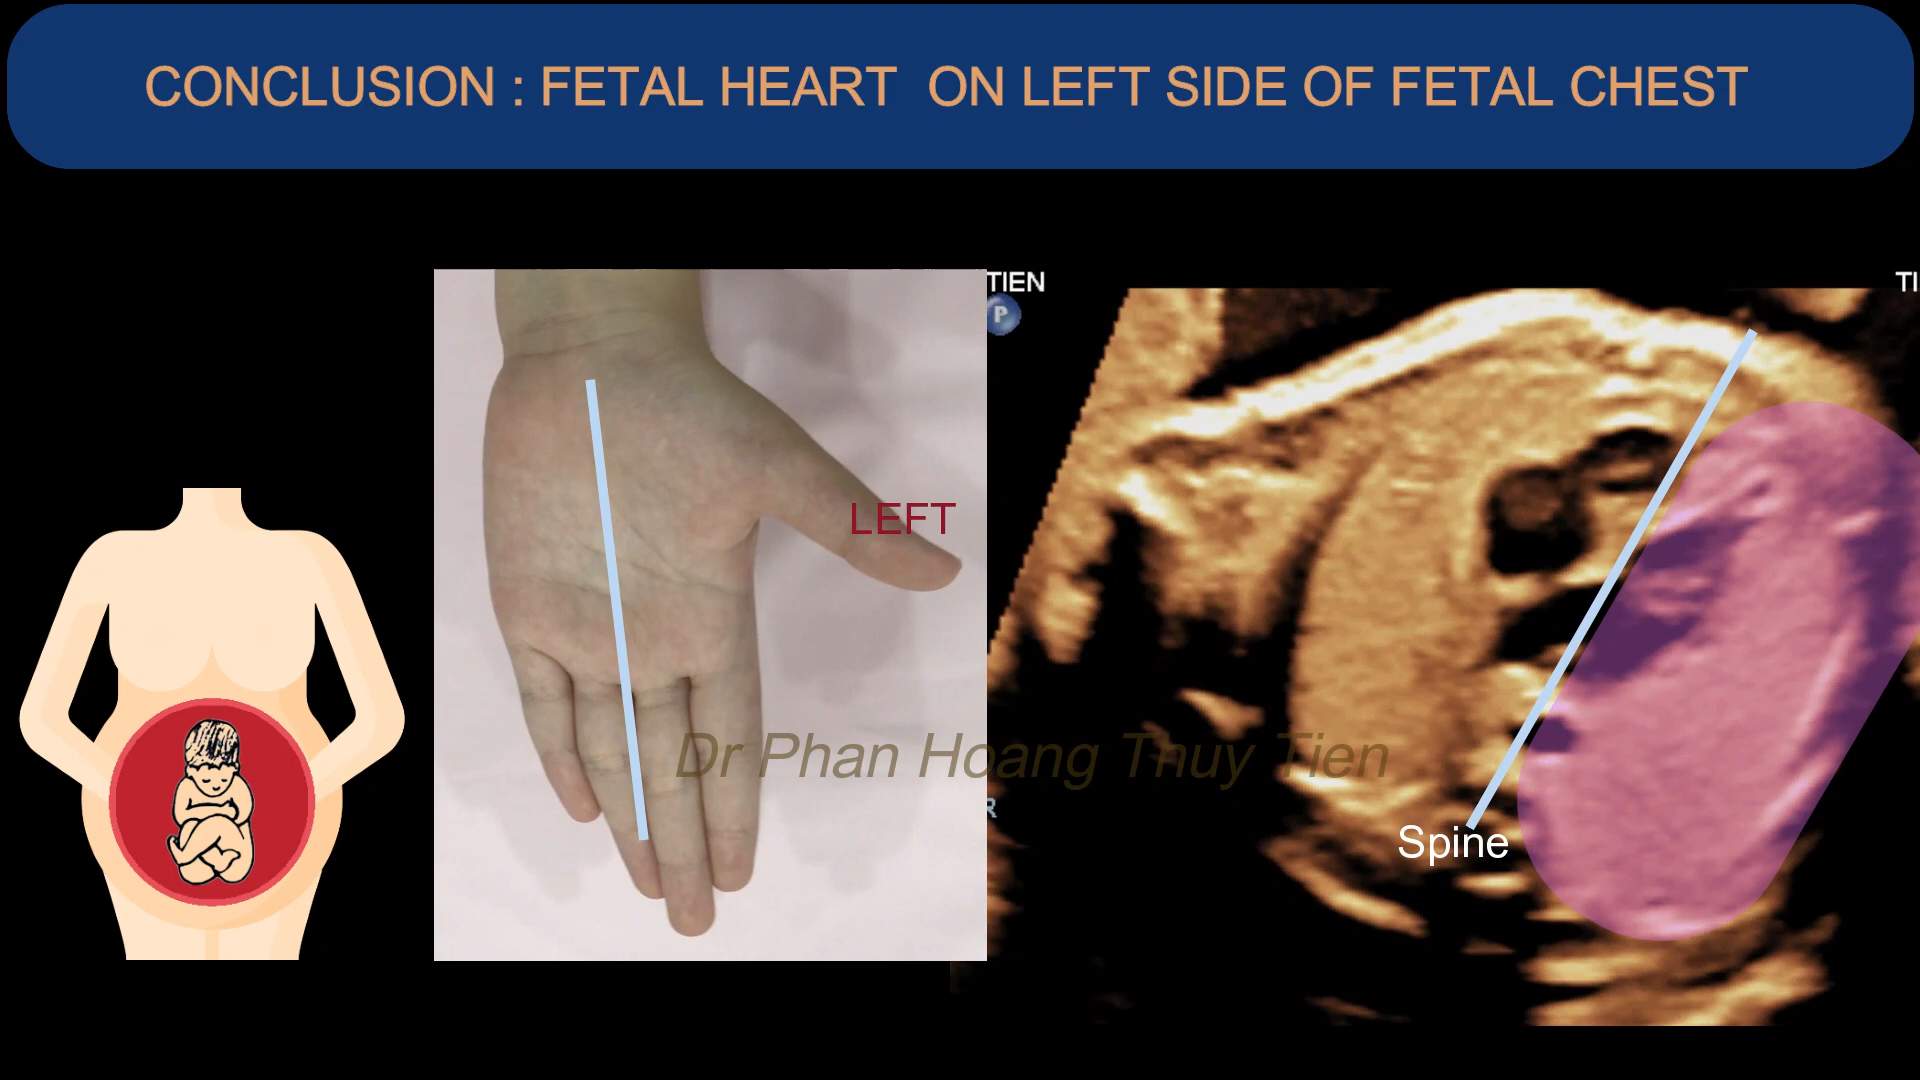 CONCLUSION : FETAL HEART ON LEFT SIDE OF FETAL CHEST
TIEN
TI
P
LEFT
Dr Phan Hoang Thuy Tien
R
Spine